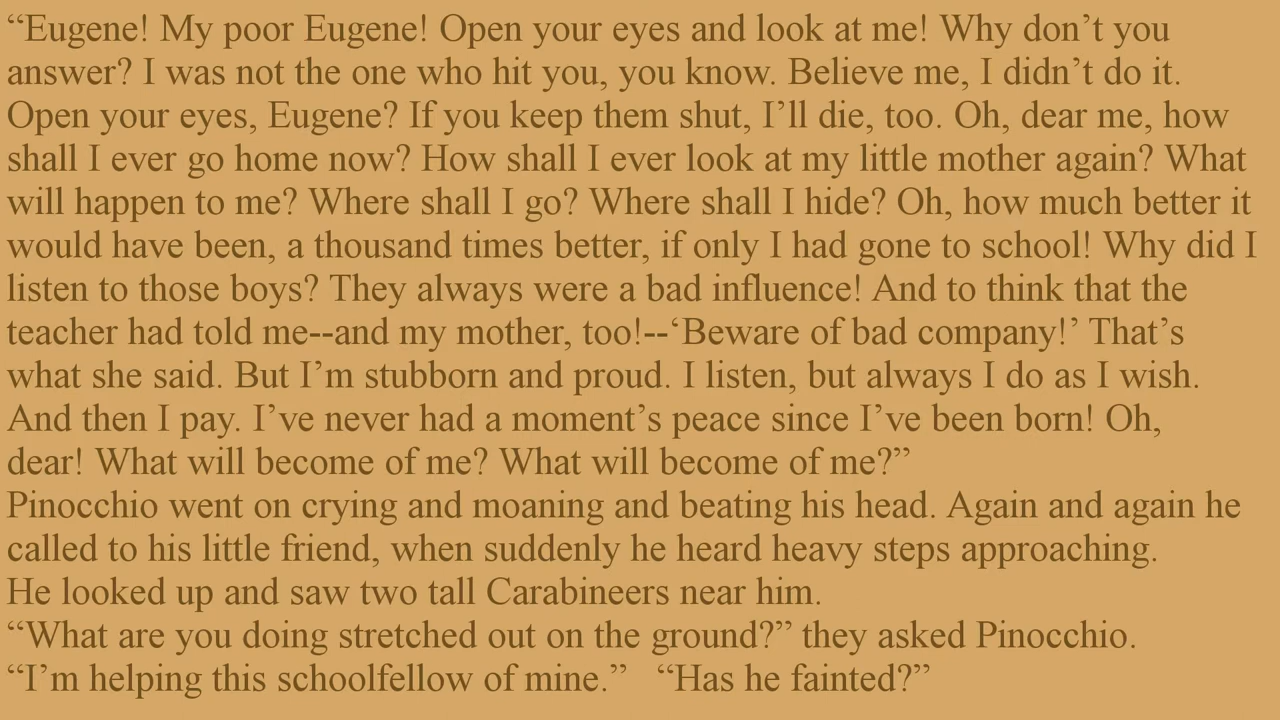 “Eugene! My poor Eugene! Open your eyes and look at me! Why don’t you
answer? I was not the one who hit you, you know. Believe me, I didn’t do it.
Open your eyes, Eugene? If you keep them shut, I’ll die, too. Oh, dear me, how
shall I ever go home now? How shall I ever look at my little mother again? What
will happen to me? Where shall I go? Where shall I hide? Oh, how much better it
would have been, a thousand times better, if only I had gone to school! Why did I
listen to those boys? They always were a bad influence! And to think that the
teacher had told me--and my mother, too!--‘Beware of bad company!’ That’s
what she said. But I’m stubborn and proud. I listen, but always I do as I wish.
And then I pay. I’ve never had a moment’s peace since I’ve been born! Oh,
dear! What will become of me? What will become of me?”
Pinocchio went on crying and moaning and beating his head. Again and again he
called to his little friend, when suddenly he heard heavy steps approaching.
He looked up and saw two tall Carabineers near him.
“What are you doing stretched out on the ground?” they asked Pinocchio.
“I’m helping this schoolfellow of mine.” “Has he fainted?”